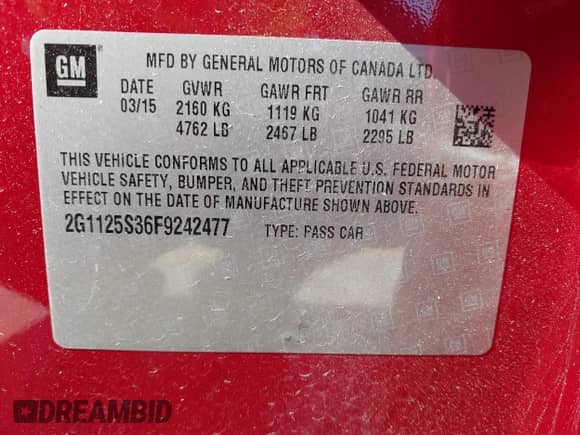 GM
MFD BY GENERAL MOTORS OF CANADA LTD.
DATE GVWR GAWR FRT GAWR RR
03/15 2160 KG 1119 KG 1041 KG
4762 LB 2467 LB 2295 LB
THIS VEHICLE CONFORMS TO ALL APPLICABLE U.S. FEDERAL MOTOR
VEHICLE SAFETY, BUMPER, AND THEFT PREVENTION STANDARDS IN
EFFECT ON THE DATE OF MANUFACTURE SHOWN ABOVE.
2G1125S36F9242477 TYPE: PASS CAR
DREAMBID